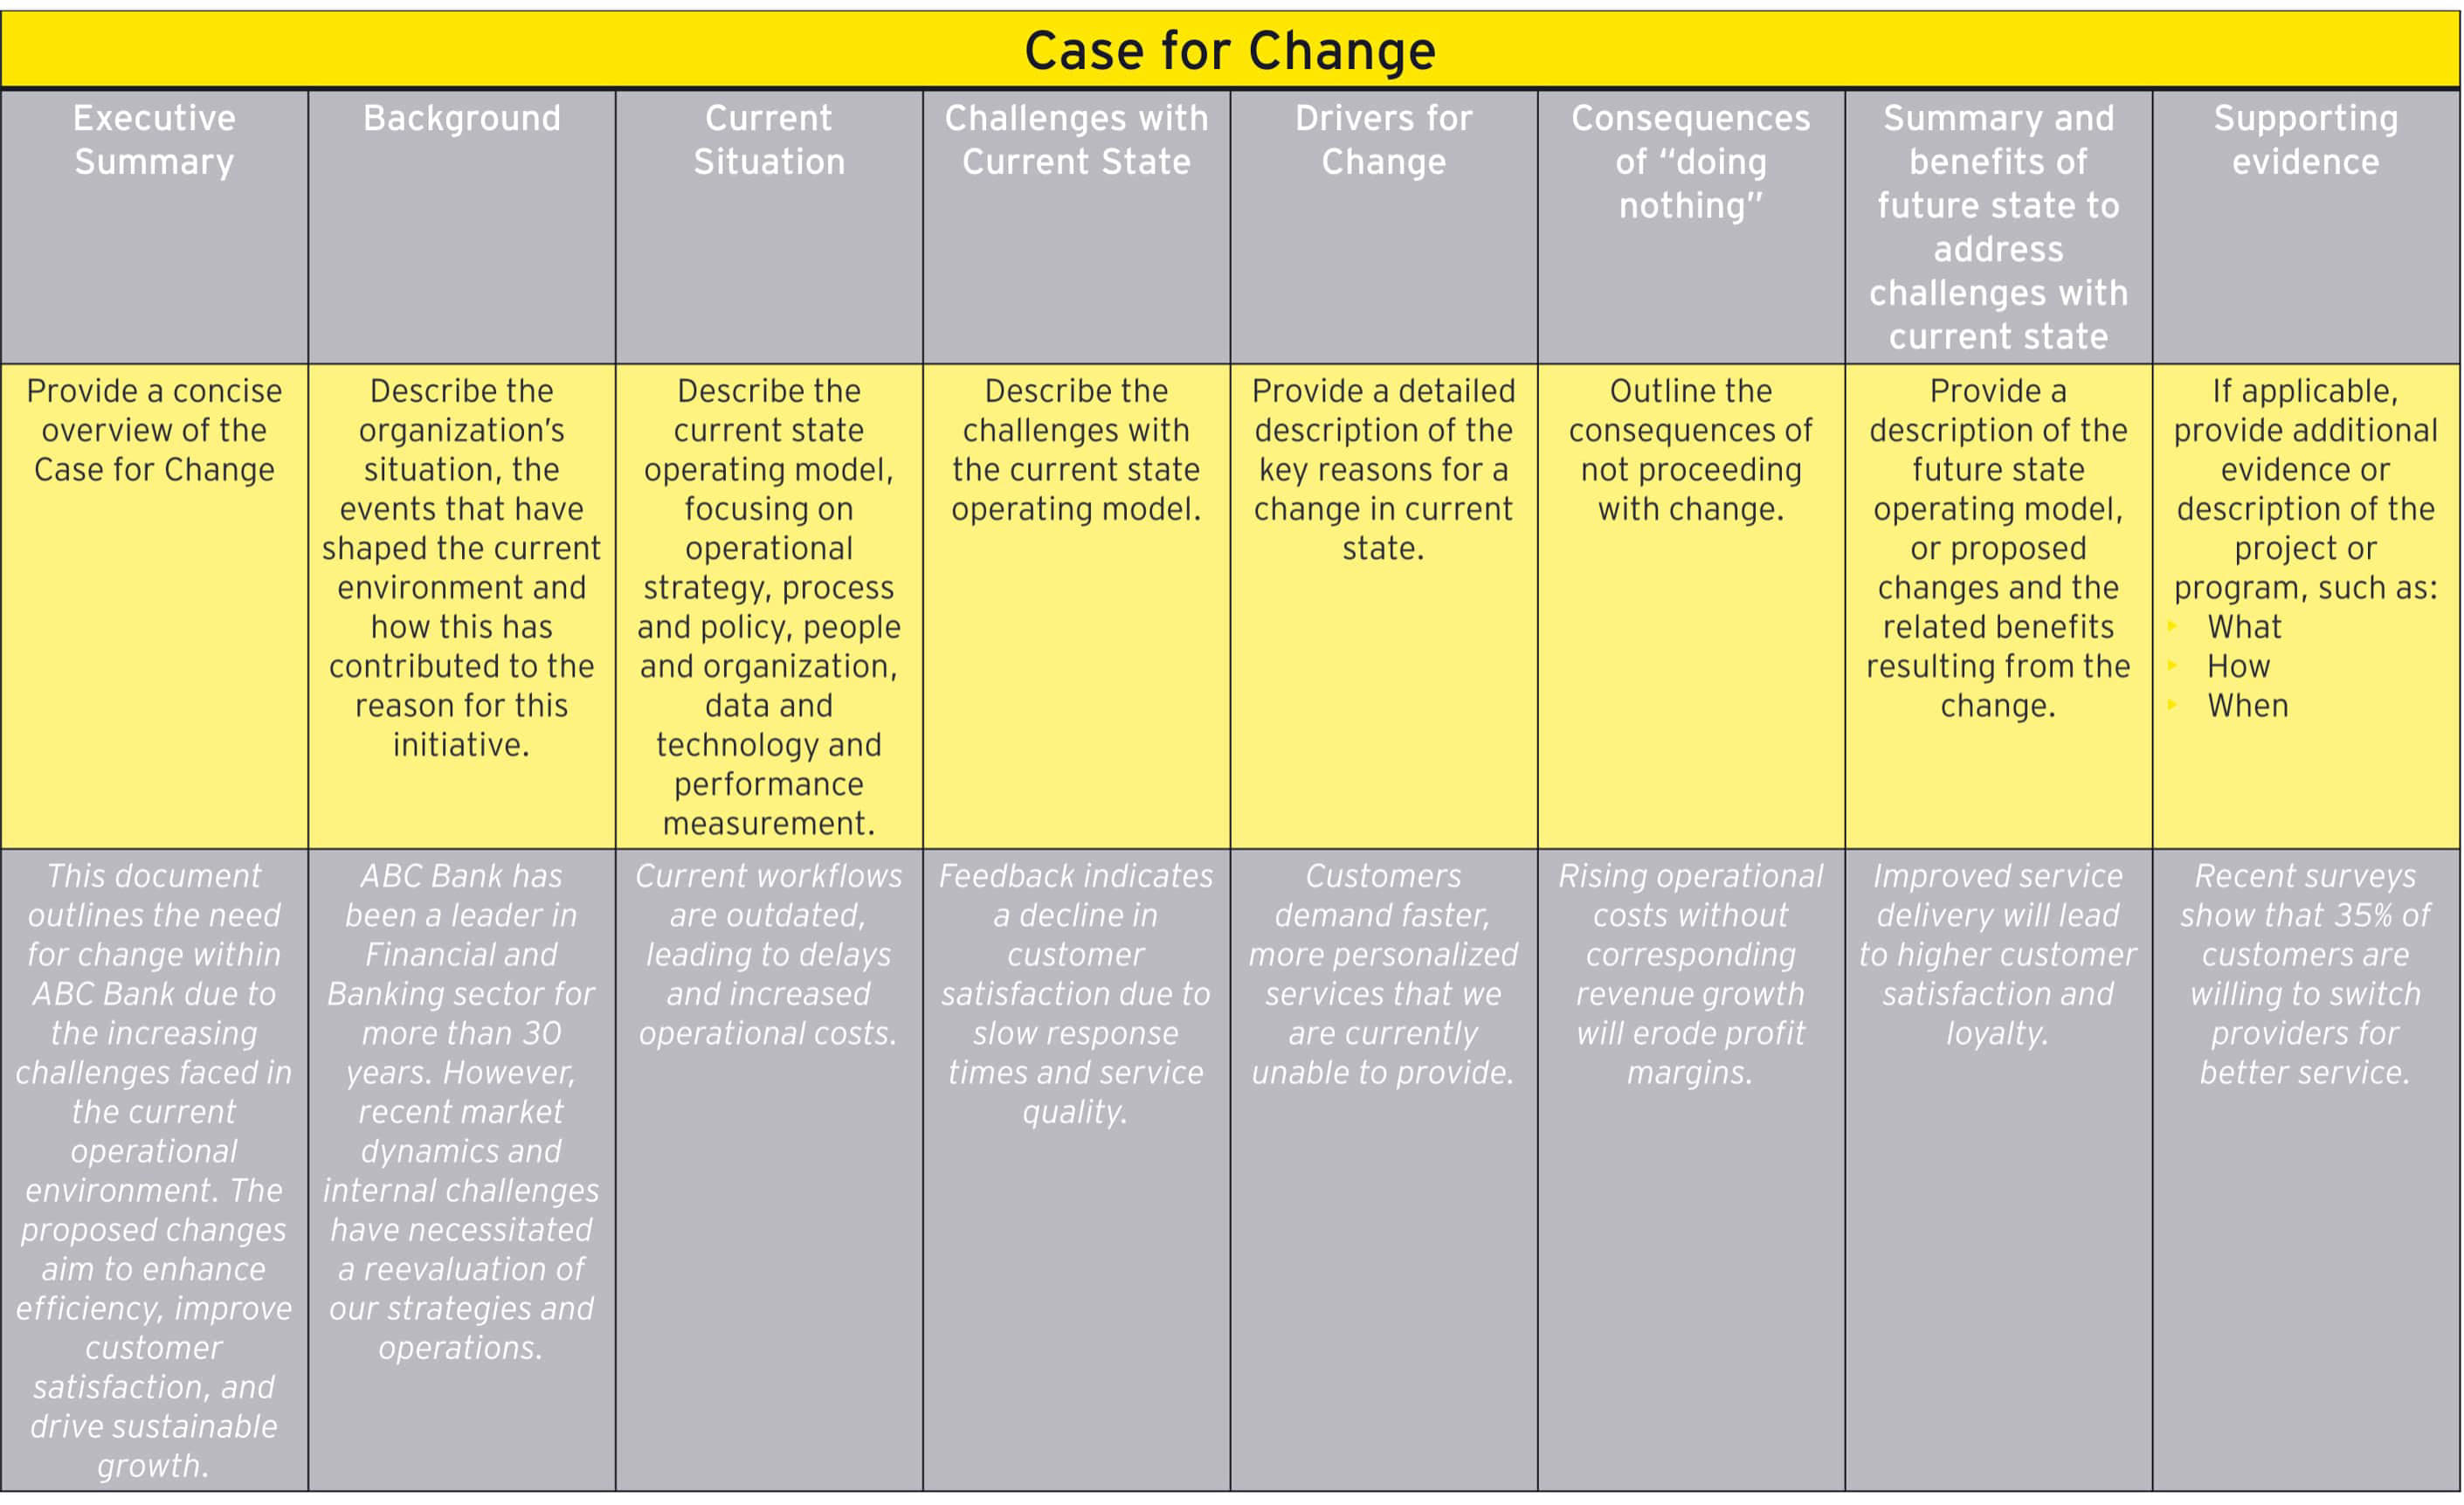 Case for Change
Executive
Summary
Background
Current
Situation
Challenges with
Current State
Drivers for
Change
Consequences
of “doing
nothing”
Summary and
benefits of
future state to
address
challenges with
current state
Supporting
evidence
Provide a concise
overview of the
Case for Change
Describe the
organization’s
situation, the
events that have
shaped the current
environment and
how this has
contributed to the
reason for this
initiative.
Describe the
current state
operating model,
focusing on
operational
strategy, process
and policy, people
and organization,
data and
technology and
performance
measurement.
Describe the
challenges with
the current state
operating model.
Provide a detailed
description of the
key reasons for a
change in current
state.
Outline the
consequences of
not proceeding
with change.
Provide a
description of the
future state
operating model,
or proposed
changes and the
related benefits
resulting from the
change.
If applicable,
provide additional
evidence or
description of the
project or
program, such as:
What
How
When
This document
outlines the need
for change within
ABC Bank due to
the increasing
challenges faced in
the current
operational
environment. The
proposed changes
aim to enhance
efficiency, improve
customer
satisfaction, and
drive sustainable
growth.
ABC Bank has
been a leader in
Financial and
Banking sector for
more than 30
years. However,
recent market
dynamics and
internal challenges
have necessitated
a reevaluation of
our strategies and
operations.
Current workflows
are outdated,
leading to delays
and increased
operational costs.
Feedback indicates
a decline in
customer
satisfaction due to
slow response
times and service
quality.
Customers
demand faster,
more personalized
services that we
are currently
unable to provide.
Rising operational
costs without
corresponding
revenue growth
will erode profit
margins.
Improved service
delivery will lead
to higher customer
satisfaction and
loyalty.
Recent surveys
show that 35% of
customers are
willing to switch
providers for
better service.